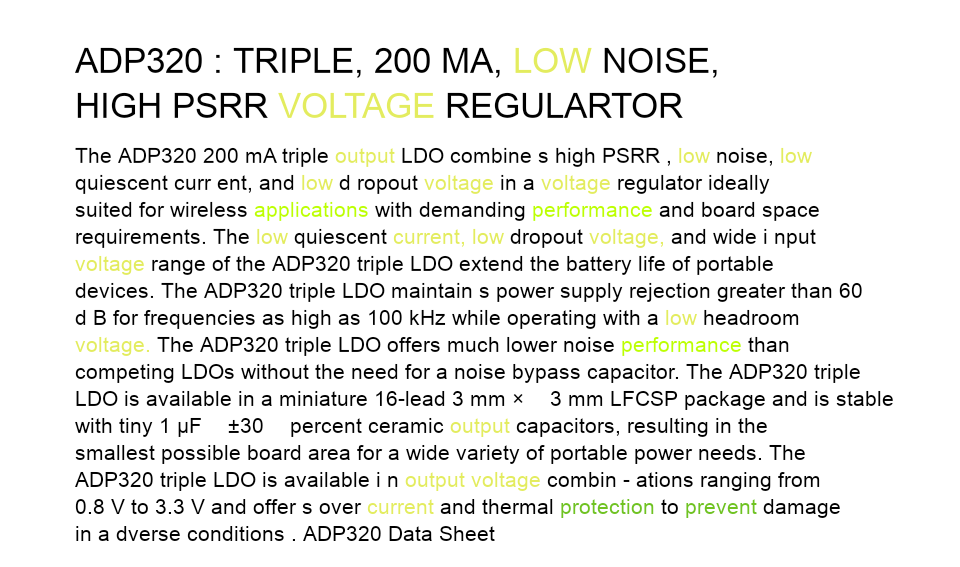 ADP320 : TRIPLE, 200 MA, LOW NOISE,
HIGH PSRR VOLTAGE REGULARTOR
The ADP320 200 mA triple output LDO combine s high PSRR , low noise, low
quiescent curr ent, and low d ropout voltage in a voltage regulator ideally
suited for wireless applications with demanding performance and board space
requirements. The low quiescent current, low dropout voltage, and wide i nput
voltage range of the ADP320 triple LDO extend the battery life of portable
devices. The ADP320 triple LDO maintain s power supply rejection greater than 60
d B for frequencies as high as 100 kHz while operating with a low headroom
voltage. The ADP320 triple LDO offers much lower noise performance than
competing LDOs without the need for a noise bypass capacitor. The ADP320 triple
LDO is available in a miniature 16-lead 3 mm × 3 mm LFCSP package and is stable
with tiny 1 µF ±30 percent ceramic output capacitors, resulting in the
smallest possible board area for a wide variety of portable power needs. The
ADP320 triple LDO is available i n output voltage combin - ations ranging from
0.8 V to 3.3 V and offer s over current and thermal protection to prevent damage
in a dverse conditions . ADP320 Data Sheet